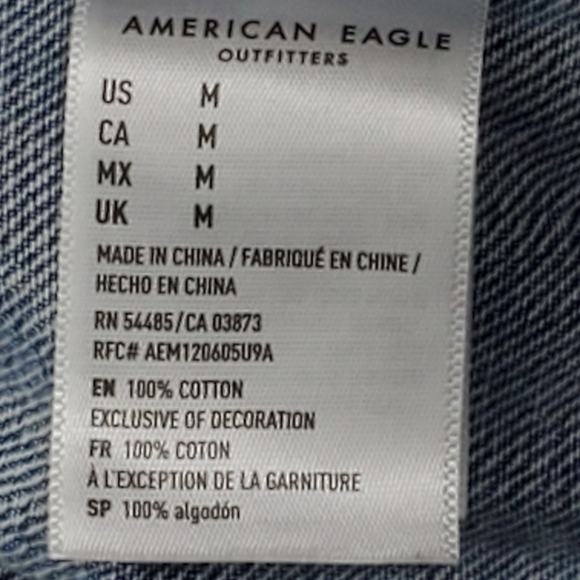 AMERICAN EAGLE
OUTFITTERS
US M
CA M
MX M
UK M
MADE IN CHINA / FABRIQUÉ EN CHINE /
HECHO EN CHINA
RN 54485 / CA 03873
RFC# AEM120605U9A
EN 100% COTTON
EXCLUSIVE OF DECORATION
FR 100% COTON
À L'EXCEPTION DE LA GARNITURE
SP 100% algodón